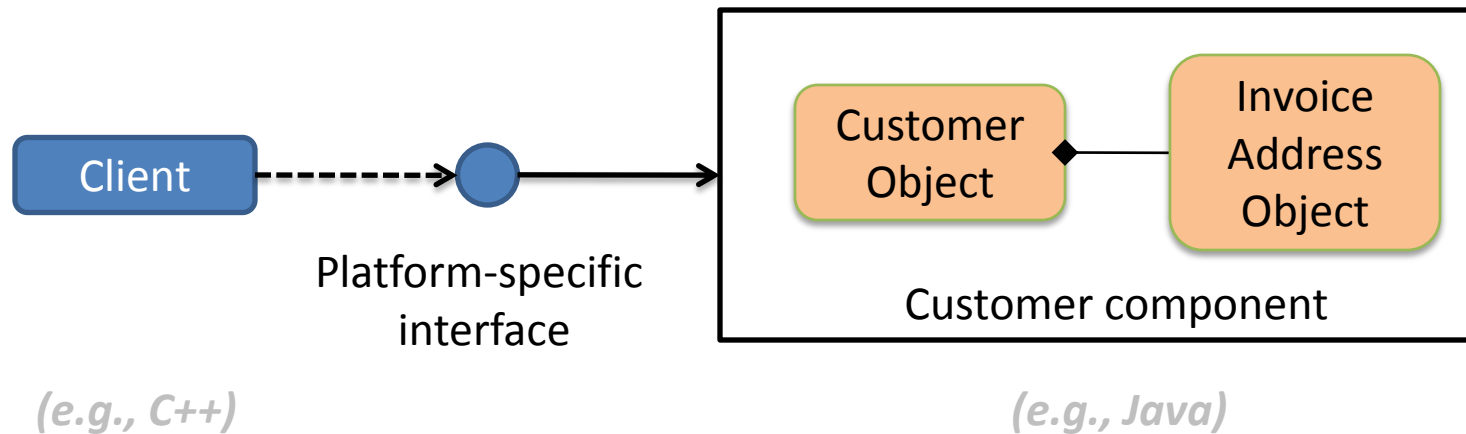 Client
Platform-specific
interface
Customer
Object
Invoice
Address
Object
Customer component
(e.g., C++)
(e.g., Java)